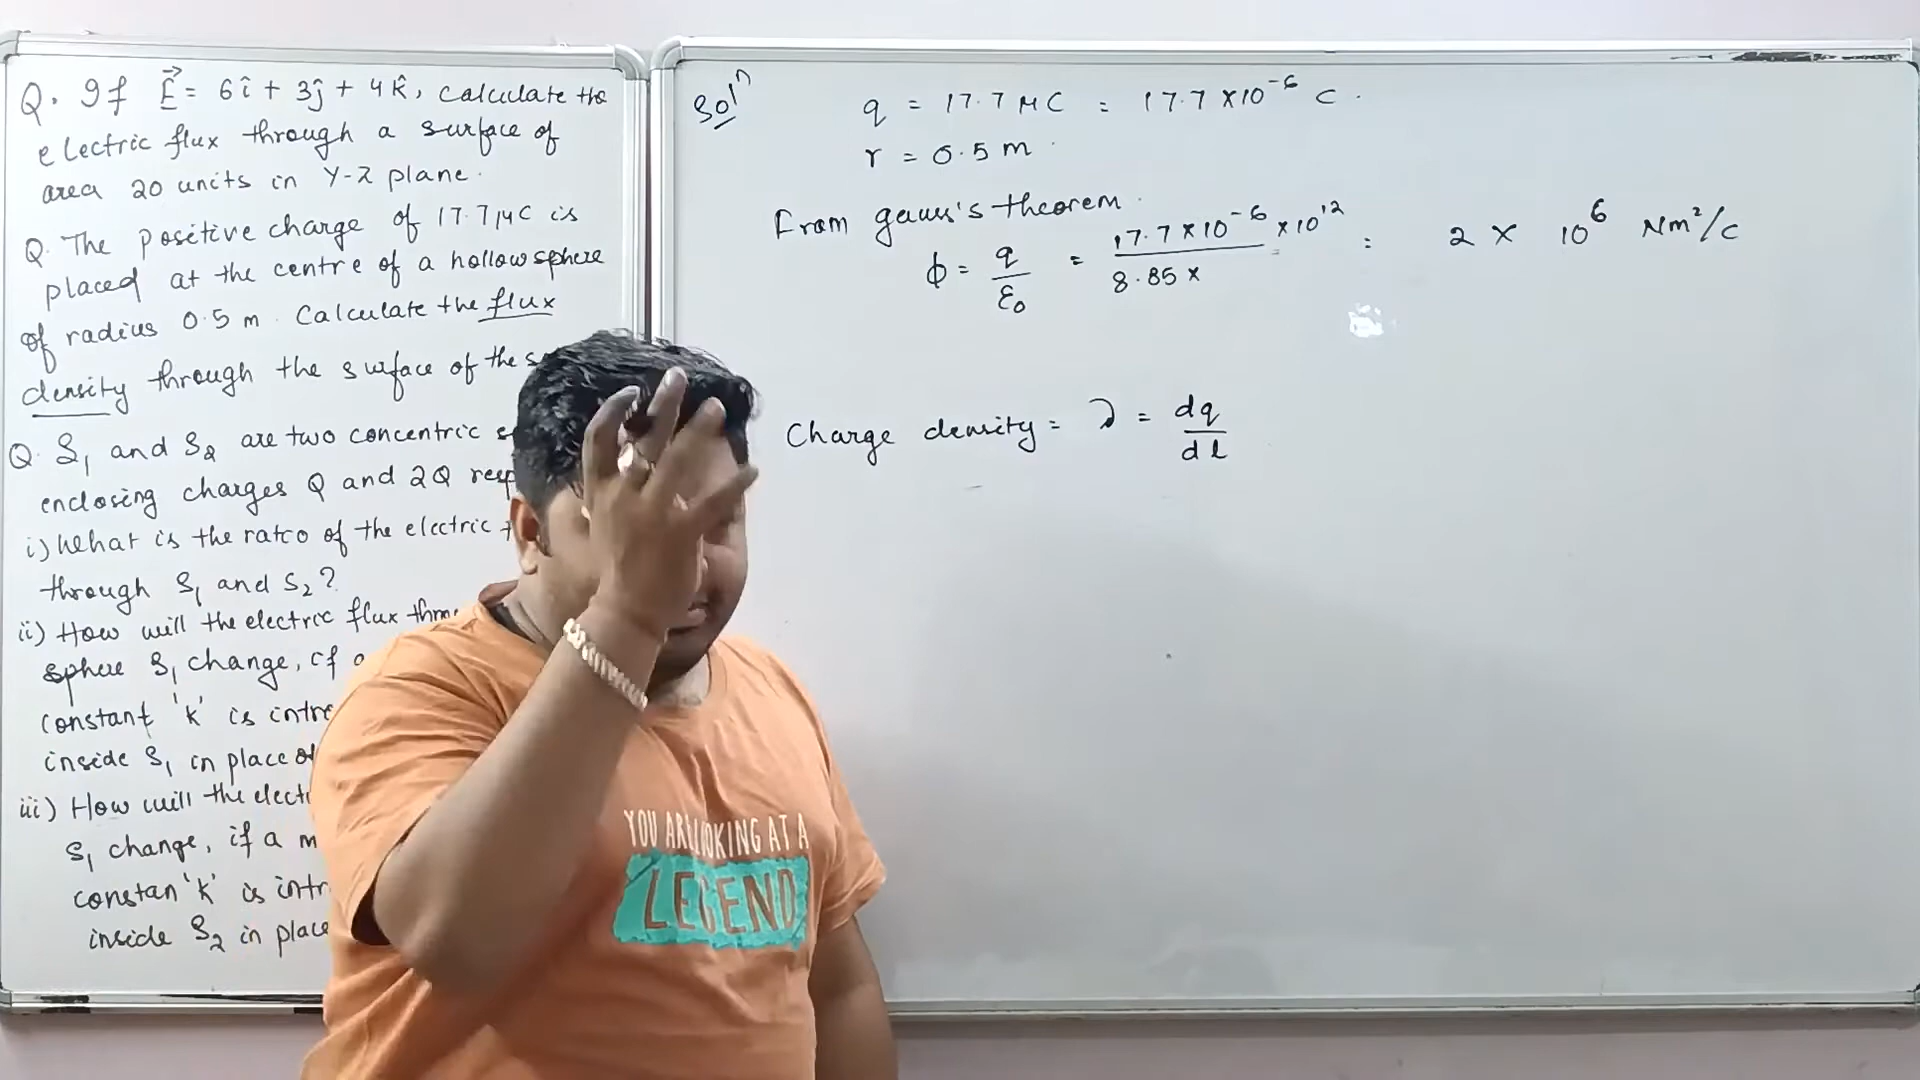 Q. If E⃗ = 6î + 3ĵ + 4k̂, calculate the
electric flux through a surface of
area 20 units in Y-Z plane.
Q. The positive charge of 17.7 μC is
placed at the centre of a hollow sphere
of radius 0.5 m. Calculate the flux
density through the surface of the
Q. S₁ and S₂ are two concentric
enclosing charges Q and 2Q
i) What is the ratio of the electric
through S₁ and S₂?
ii) How will the electric flux
sphere S₁ change, if
constant 'K' is
inside S₁ in place
iii) How will the
S₁ change, if a
constan 'K' is
inside S₂ in place
Solⁿ
q = 17.7 μC = 17.7 × 10⁻⁶ C.
r = 0.5 m.
From gauss's theorem.
ϕ = q/ε₀ = 17.7 × 10⁻⁶ × 10¹² / 8.85 × = 2 × 10⁶ Nm²/C
Charge density = λ = dq/dl
YOU ARE LOOKING AT A
LEGEND